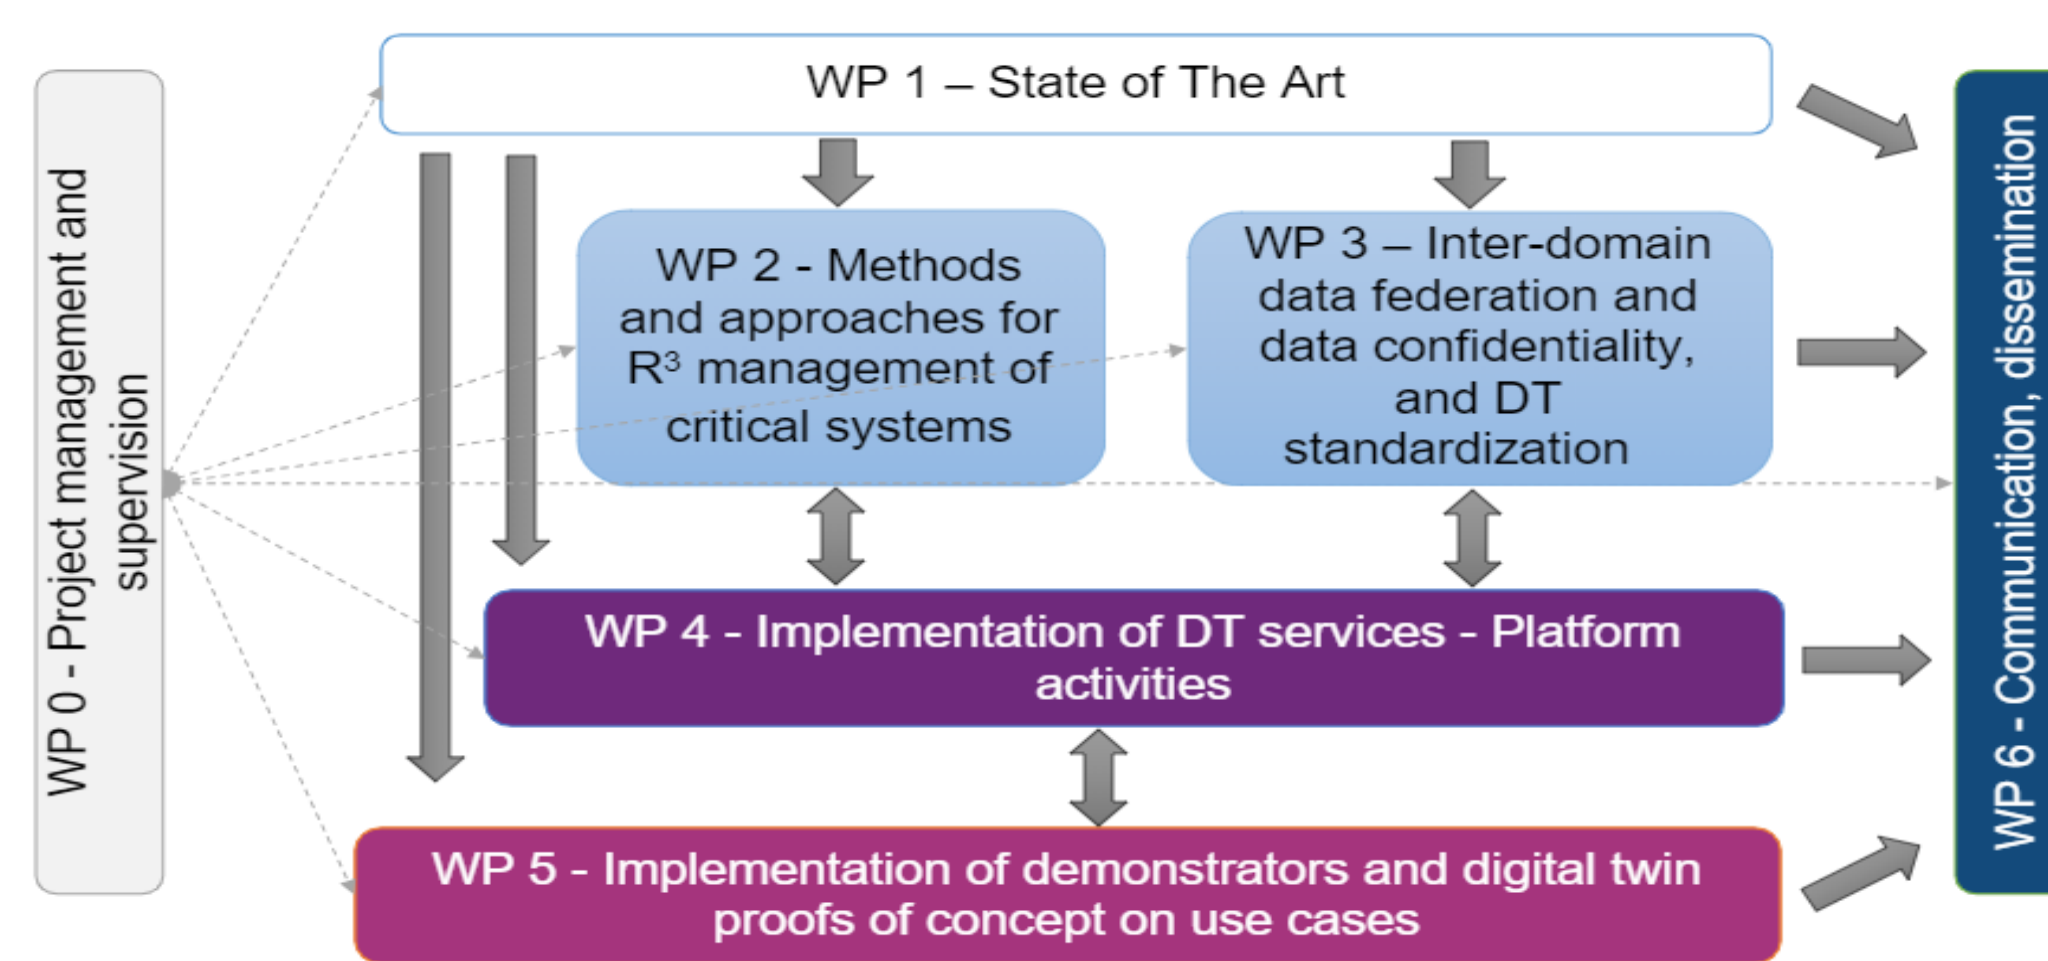 WP 0 - Project management and
supervision
WP 1 – State of The Art
WP 2 - Methods
and approaches for
R³ management of
critical systems
WP 3 – Inter-domain
data federation and
data confidentiality,
and DT
standardization
WP 4 - Implementation of DT services - Platform
activities
WP 5 - Implementation of demonstrators and digital twin
proofs of concept on use cases
WP 6 - Communication, dissemination